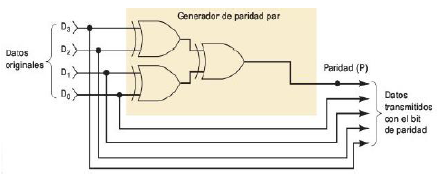 Generador de paridad par
Datos
originales
D3
D2
D1
D0
Paridad (P)
Datos
transmitidos
con el bit
de paridad